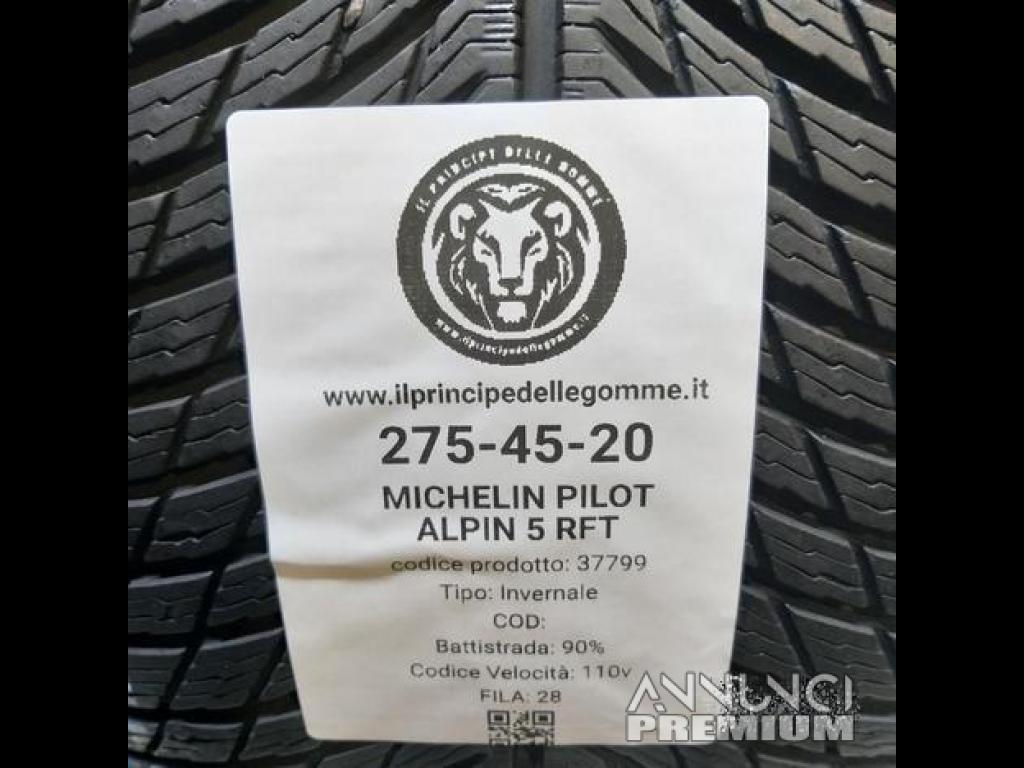 IL PRINCIPE DELLE GOMME
www.ilprincipedellegomme.it
www.ilprincipedellegomme.it
275-45-20
MICHELIN PILOT
ALPIN 5 RFT
codice prodotto: 37799
Tipo: Invernale
COD:
Battistrada: 90%
Codice Velocità: 110v
FILA: 28
ANNUNCI
PREMIUM